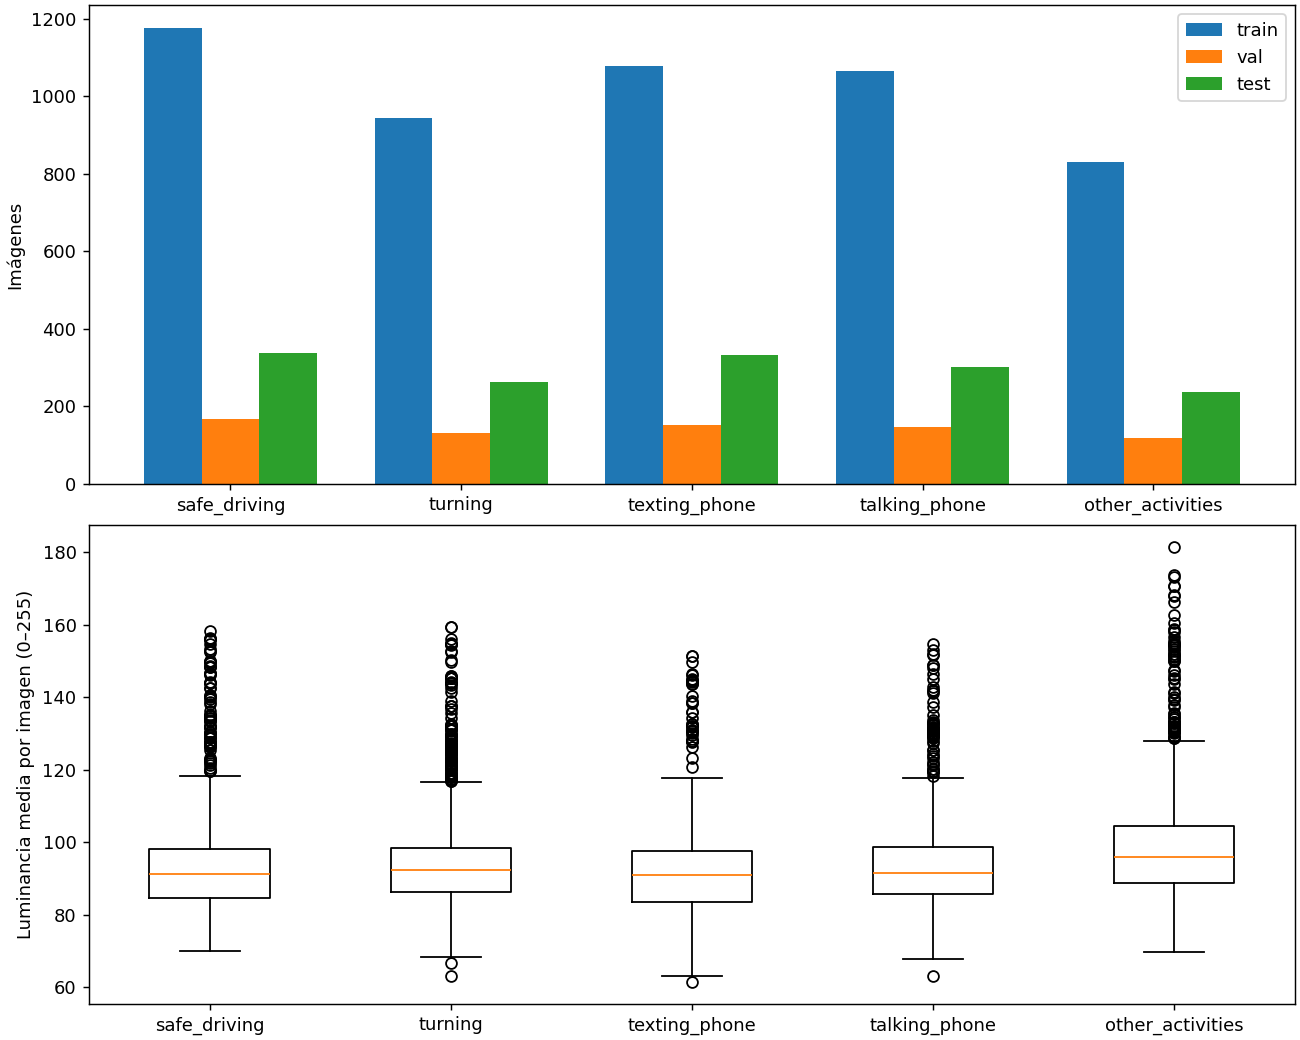 1200
1000
800
600
400
200
0
Imágenes
train
val
test
safe_driving
turning
texting_phone
talking_phone
other_activities
180
160
140
120
100
80
60
Luminancia media por imagen (0–255)
safe_driving
turning
texting_phone
talking_phone
other_activities